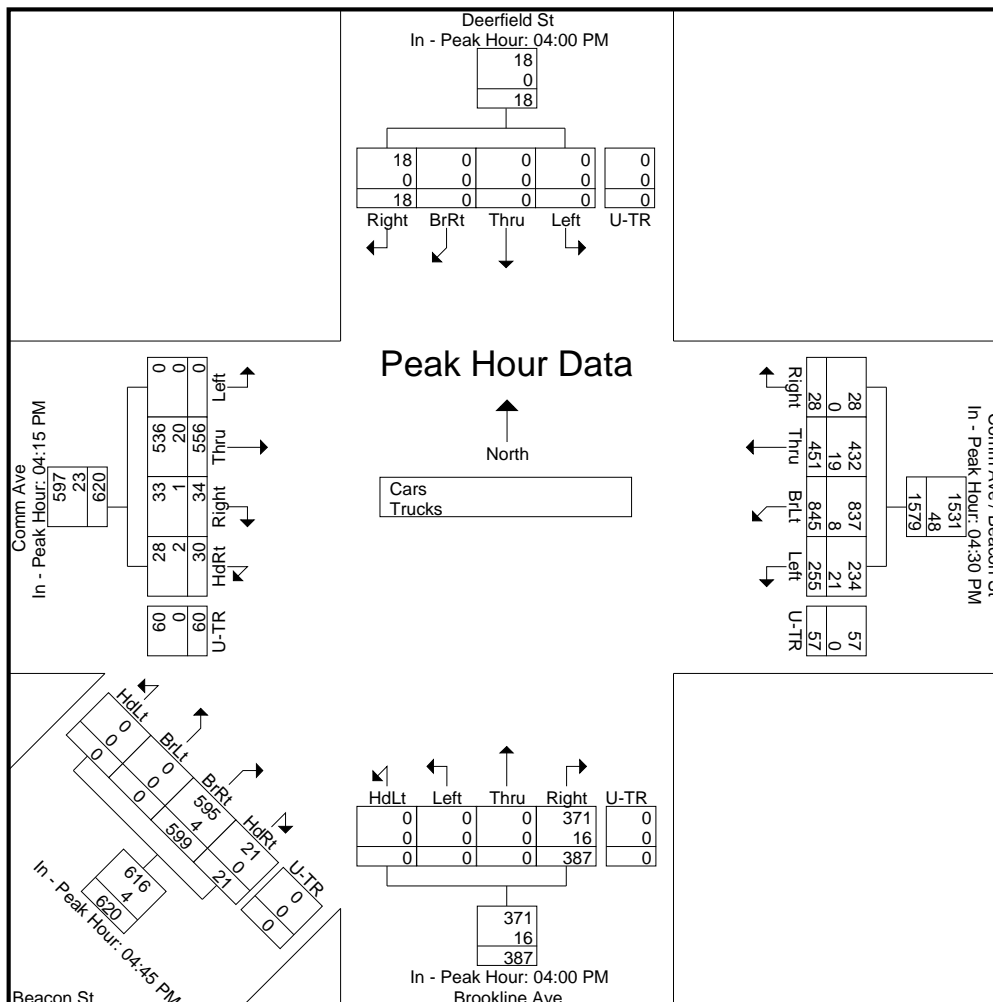 Deerfield St
In - Peak Hour: 04:00 PM
18
0
18
18 0 0 0 0
0 0 0 0 0
18 0 0 0 0
Right BrRt Thru Left U-TR
Peak Hour Data
North
Cars
Trucks
Comm Ave
In - Peak Hour: 04:15 PM
597
23
620
0 0 0 Left
536 20 556 Thru
33 1 34 Right
28 2 30 HdRt
60 0 60 U-TR
Comm Ave / Beacon St
In - Peak Hour: 04:30 PM
1531
48
1579
Right 28 0 28
Thru 451 19 432
BrLt 845 8 837
Left 255 21 234
U-TR 57 0 57
HdLt BrLt BrRt HdRt U-TR
0 0 595 21 0
0 0 4 0 0
0 0 599 21 0
616
4
620
In - Peak Hour: 04:45 PM
Beacon St
HdLt Left Thru Right U-TR
0 0 0 371 0
0 0 0 16 0
0 0 0 387 0
371
16
387
In - Peak Hour: 04:00 PM
Brookline Ave